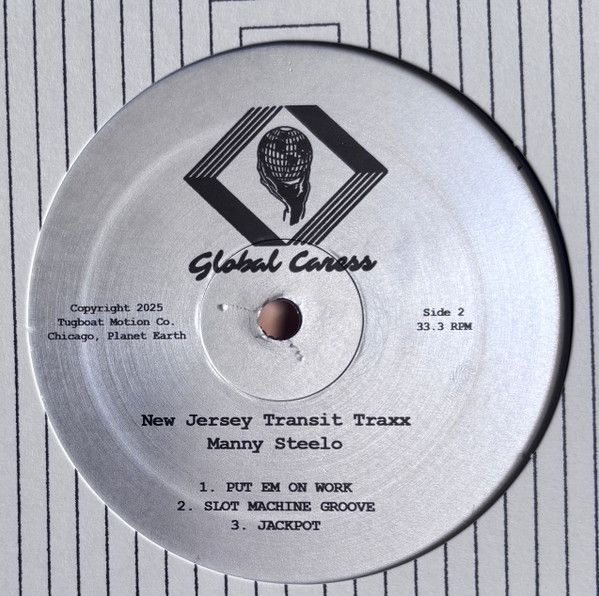 Global Caress
Copyright 2025
Tugboat Motion Co.
Chicago, Planet Earth
Side 2
33.3 RPM
New Jersey Transit Traxx
Manny Steelo
1. PUT EM ON WORK
2. SLOT MACHINE GROOVE
3. JACKPOT